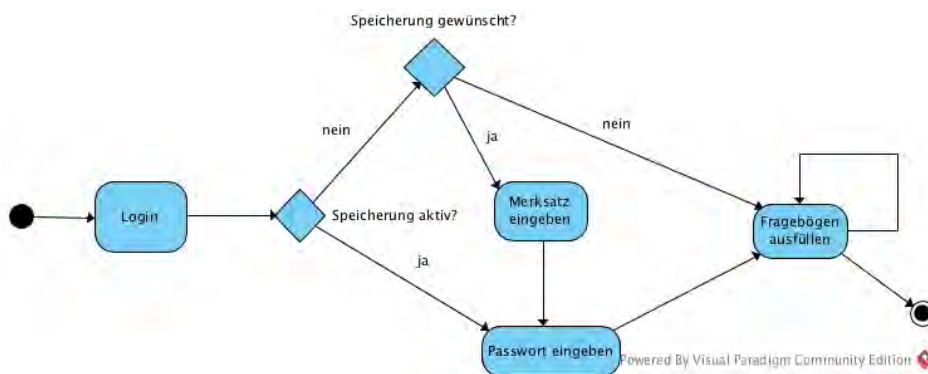 Speicherung gewünscht?
nein
ja
nein
Login
Speicherung aktiv?
Merksatz
eingeben
Fragebögen
ausfüllen
ja
Passwort eingeben
Powered By Visual Paradigm Community Edition